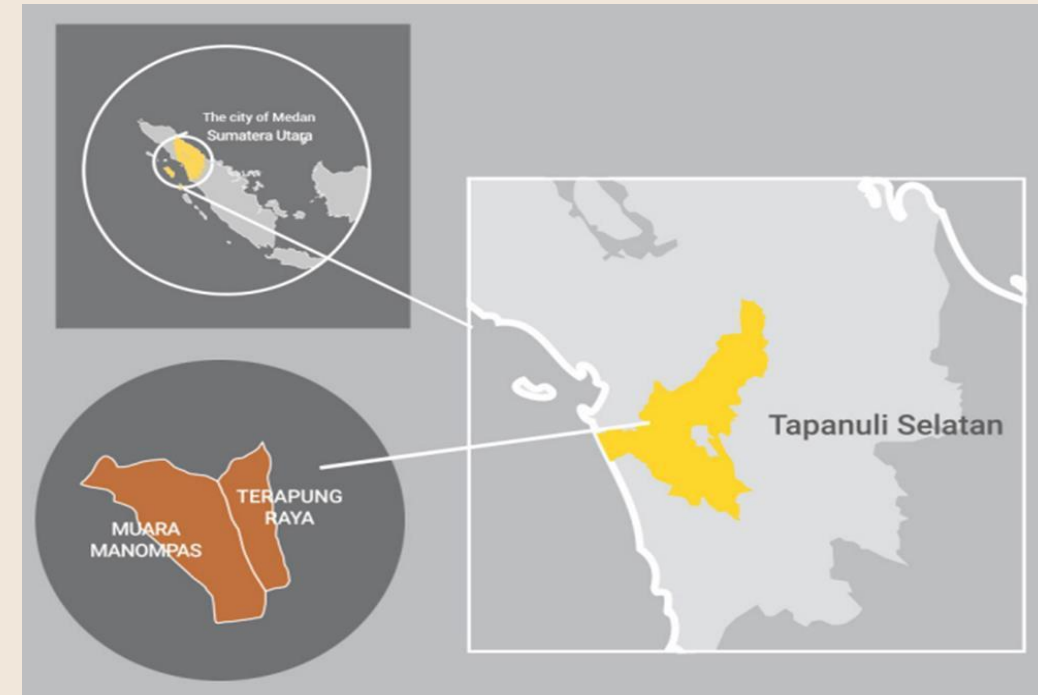 The city of Medan
Sumatera Utara
Tapanuli Selatan
TERAPUNG
RAYA
MUARA
MANOMPAS